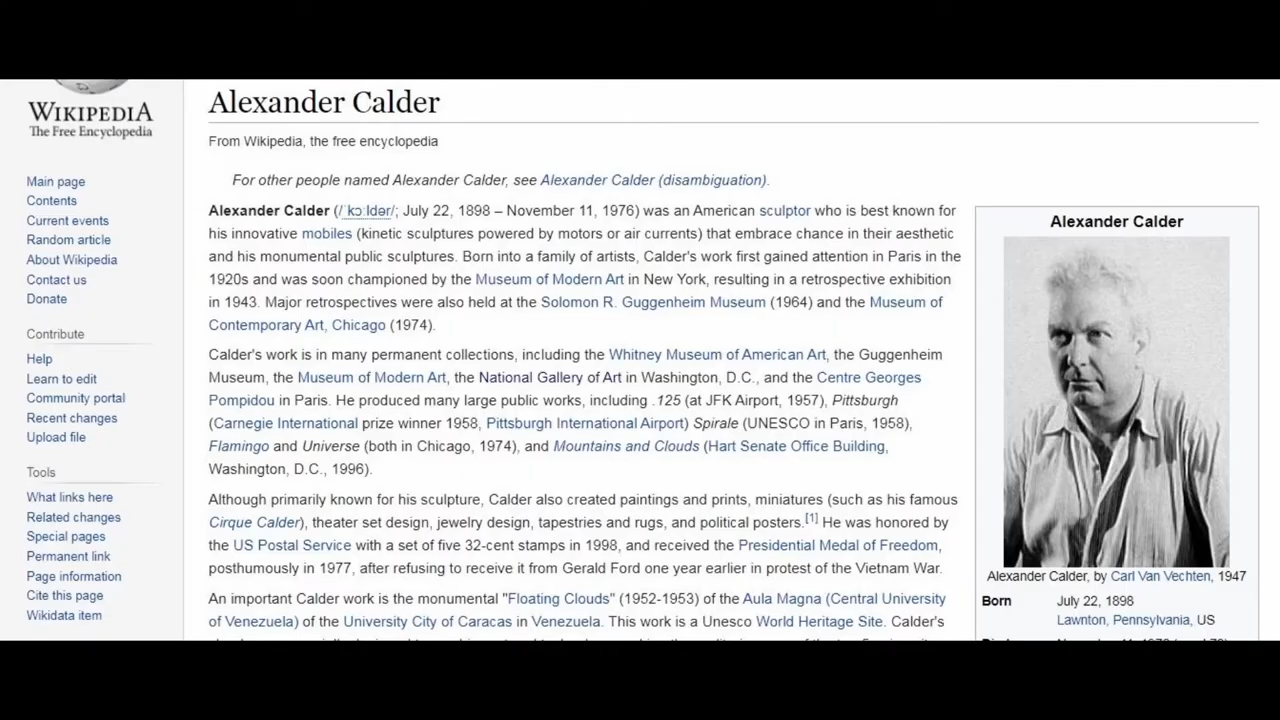 WIKIPEDIA
The Free Encyclopedia
Main page
Contents
Current events
Random article
About Wikipedia
Contact us
Donate
Contribute
Help
Learn to edit
Community portal
Recent changes
Upload file
Tools
What links here
Related changes
Special pages
Permanent link
Page information
Cite this page
Wikidata item
Alexander Calder
From Wikipedia, the free encyclopedia
For other people named Alexander Calder, see Alexander Calder (disambiguation).
Alexander Calder (/ˈkɔːldər/; July 22, 1898 – November 11, 1976) was an American sculptor who is best known for
his innovative mobiles (kinetic sculptures powered by motors or air currents) that embrace chance in their aesthetic
and his monumental public sculptures. Born into a family of artists, Calder's work first gained attention in Paris in the
1920s and was soon championed by the Museum of Modern Art in New York, resulting in a retrospective exhibition
in 1943. Major retrospectives were also held at the Solomon R. Guggenheim Museum (1964) and the Museum of
Contemporary Art, Chicago (1974).
Calder's work is in many permanent collections, including the Whitney Museum of American Art, the Guggenheim
Museum, the Museum of Modern Art, the National Gallery of Art in Washington, D.C., and the Centre Georges
Pompidou in Paris. He produced many large public works, including .125 (at JFK Airport, 1957), Pittsburgh
(Carnegie International prize winner 1958, Pittsburgh International Airport) Spirale (UNESCO in Paris, 1958),
Flamingo and Universe (both in Chicago, 1974), and Mountains and Clouds (Hart Senate Office Building,
Washington, D.C., 1996).
Although primarily known for his sculpture, Calder also created paintings and prints, miniatures (such as his famous
Cirque Calder), theater set design, jewelry design, tapestries and rugs, and political posters.[1] He was honored by
the US Postal Service with a set of five 32-cent stamps in 1998, and received the Presidential Medal of Freedom,
posthumously in 1977, after refusing to receive it from Gerald Ford one year earlier in protest of the Vietnam War.
An important Calder work is the monumental "Floating Clouds" (1952-1953) of the Aula Magna (Central University
of Venezuela) of the University City of Caracas in Venezuela. This work is a Unesco World Heritage Site. Calder's
Alexander Calder
Alexander Calder, by Carl Van Vechten, 1947
Born July 22, 1898
Lawnton, Pennsylvania, US